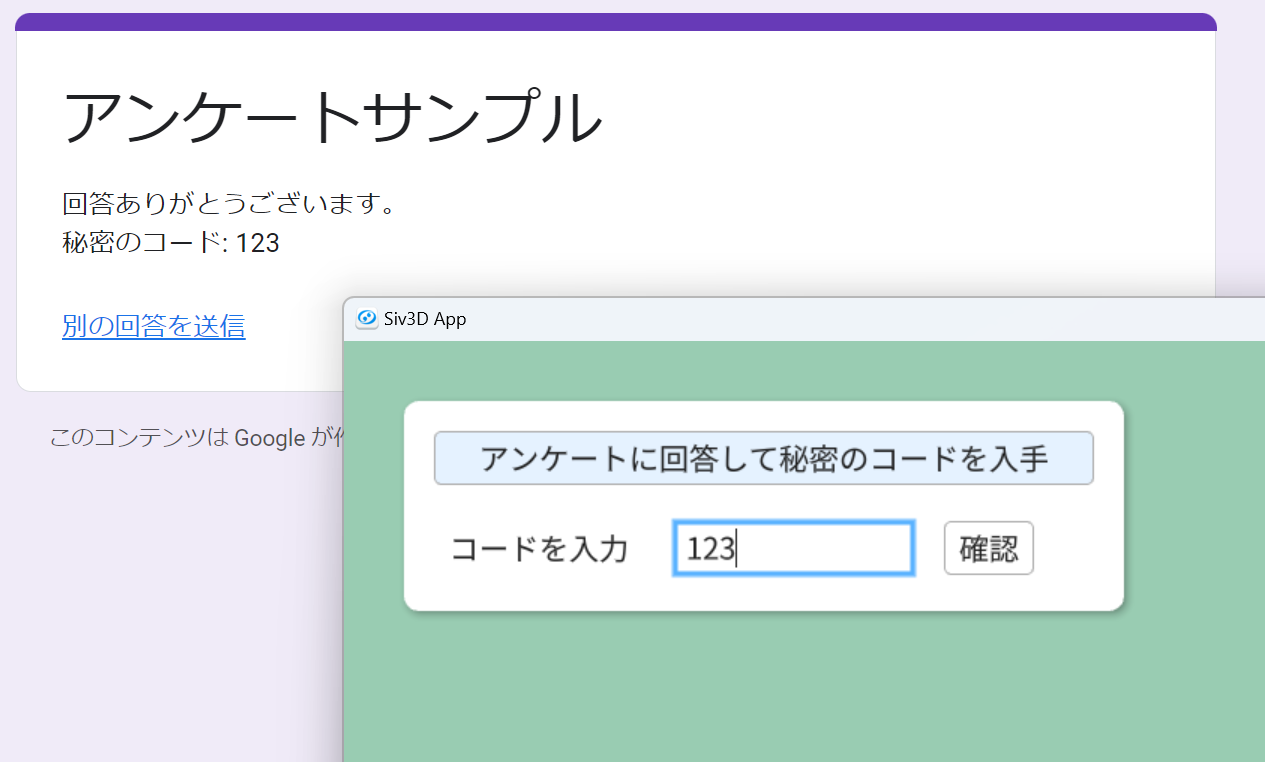 アンケートサンプル
回答ありがとうございます。
秘密のコード: 123
別の回答を送信
このコンテンツは Google が
Siv3D App
アンケートに回答して秘密のコードを入手
コードを入力
123
確認